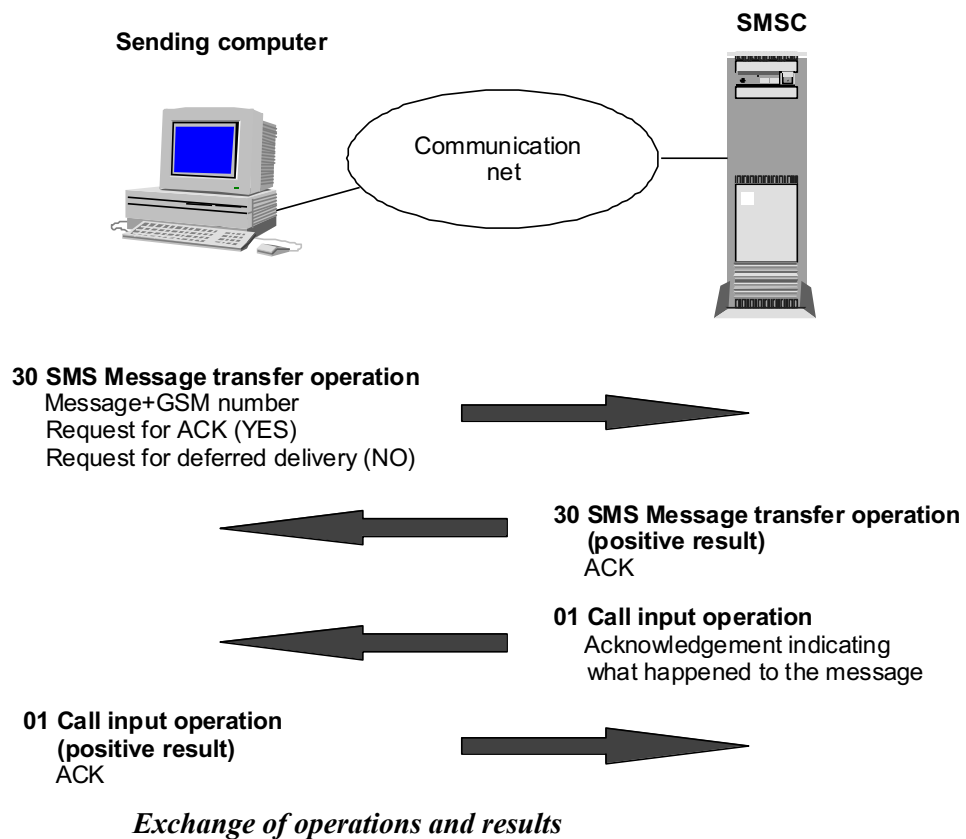 SMSC
Sending computer
Communication
net
30 SMS Message transfer operation
Message+GSM number
Request for ACK (YES)
Request for deferred delivery (NO)
30 SMS Message transfer operation
(positive result)
ACK
01 Call input operation
Acknowledgement indicating
what happened to the message
01 Call input operation
(positive result)
ACK
Exchange of operations and results